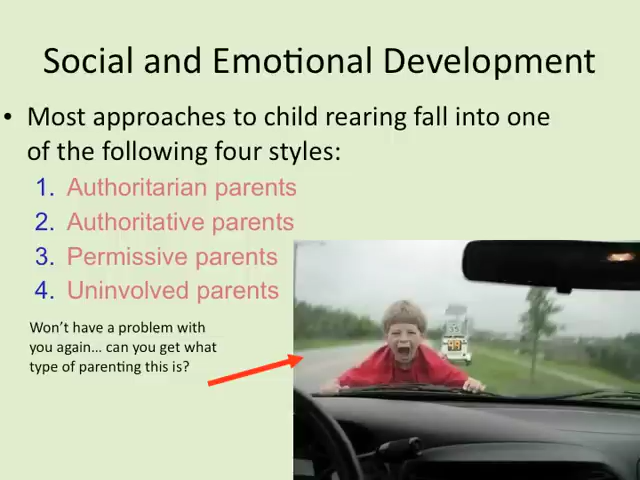 Social and Emotional Development
• Most approaches to child rearing fall into one
of the following four styles:
1. Authoritarian parents
2. Authoritative parents
3. Permissive parents
4. Uninvolved parents
Won't have a problem with
you again... can you get what
type of parenting this is?